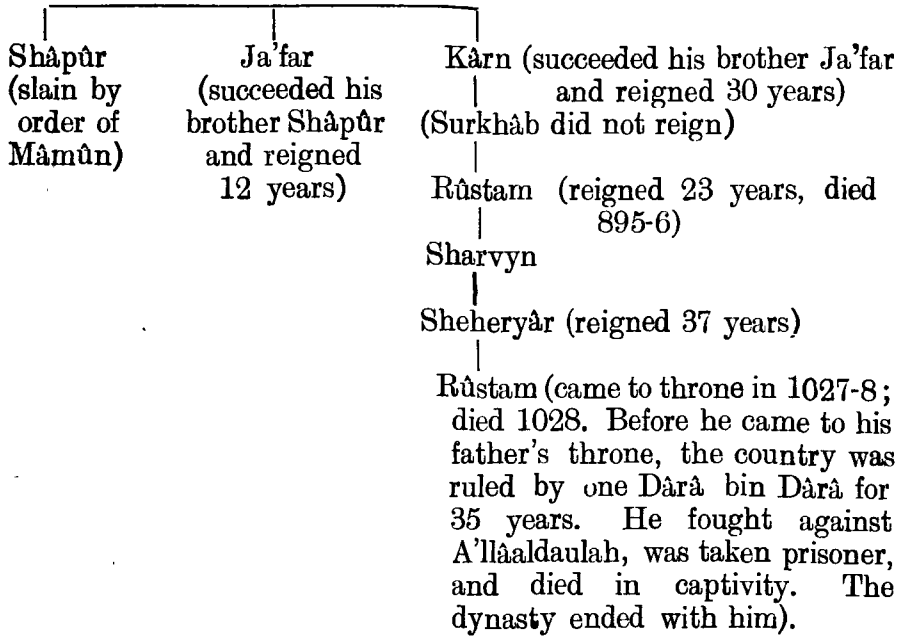 Shâpûr
(slain by
order of
Mâmûn)
Ja’far
(succeeded his
brother Shâpûr
and reigned
12 years)
Kârn (succeeded his brother Ja’far
and reigned 30 years)
(Surkhâb did not reign)
Rûstam (reigned 23 years, died
895-6)
Sharvyn
Sheheryâr (reigned 37 years)
Rûstam (came to throne in 1027-8;
died 1028. Before he came to his
father’s throne, the country was
ruled by one Dârâ bin Dârâ for
35 years. He fought against
A’llâaldaulah, was taken prisoner,
and died in captivity. The
dynasty ended with him).